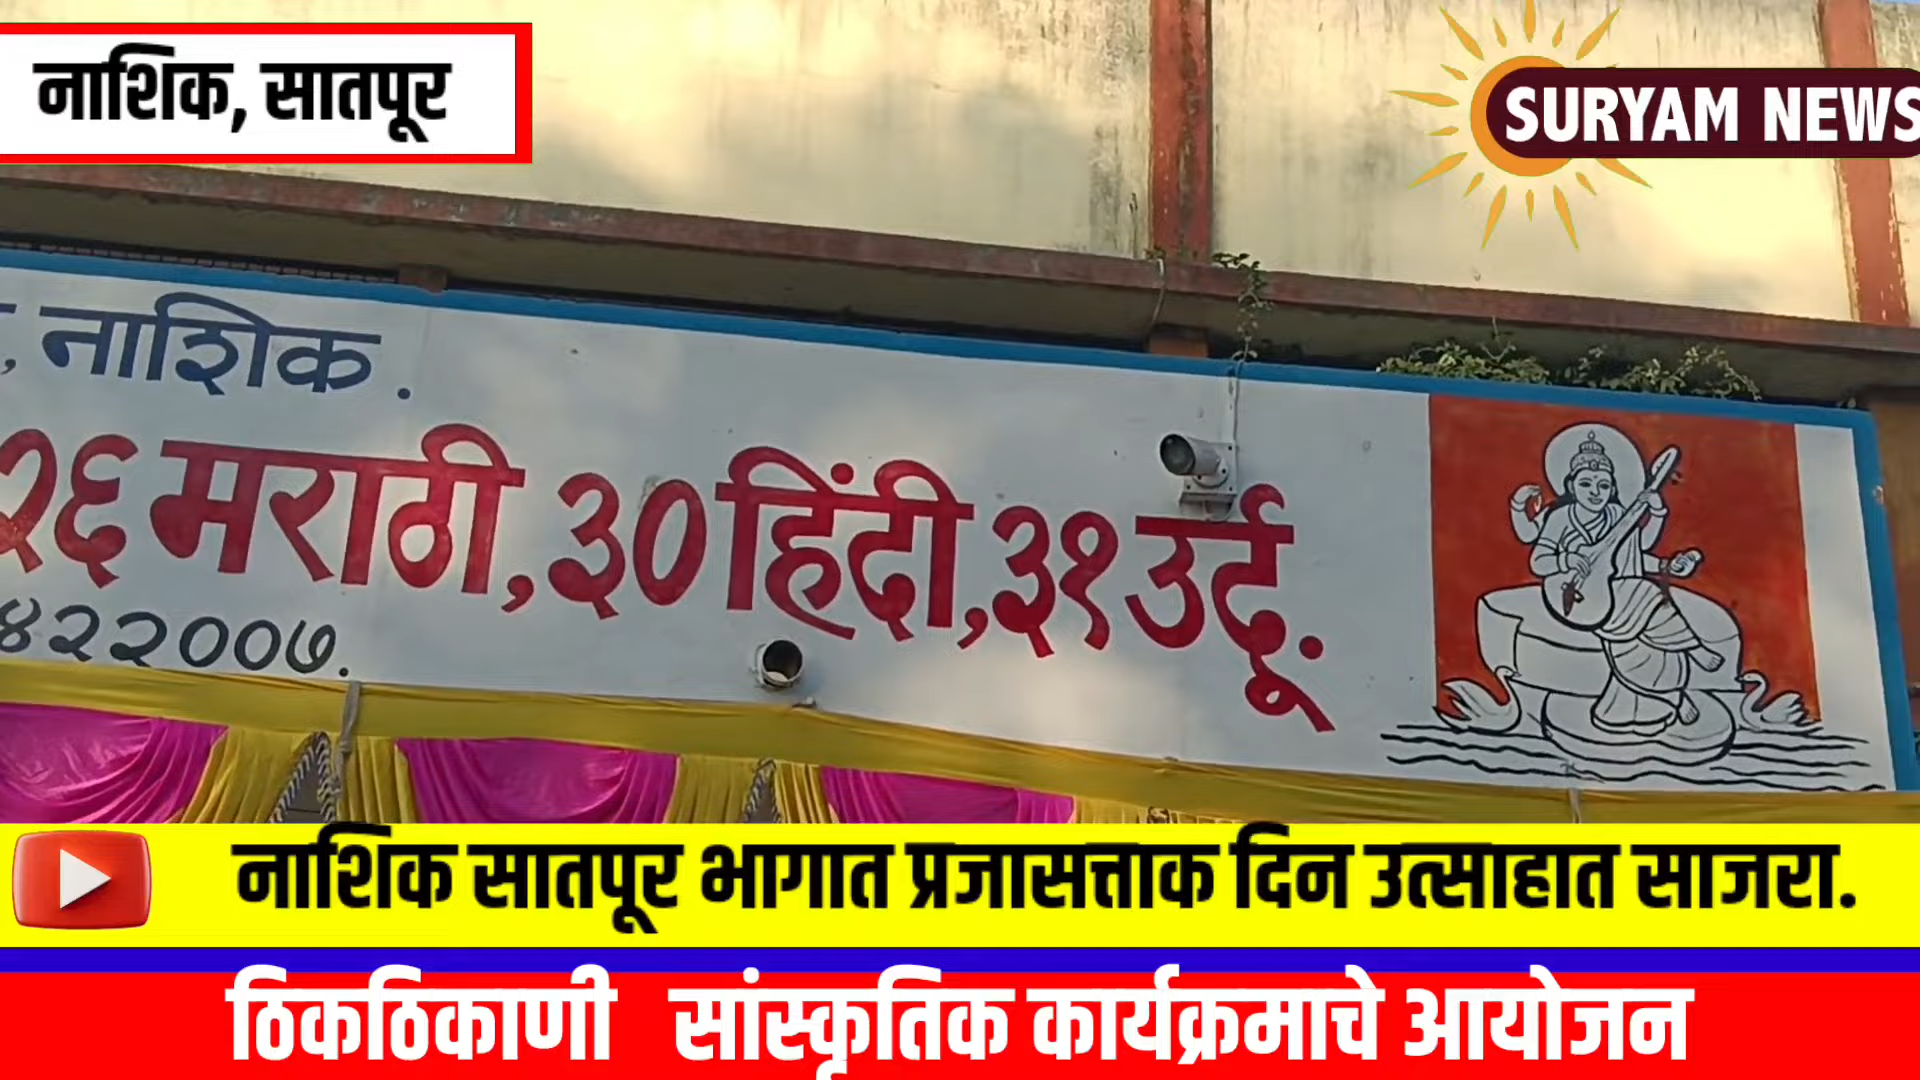 नाशिक, सातपूर
SURYAM NEWS
, नाशिक.
२६ मराठी, ३० हिंदी, ३१ उर्दू.
४२२००७.
नाशिक सातपूर भागात प्रजासत्ताक दिन उत्साहात साजरा.
ठिकठिकाणी सांस्कृतिक कार्यक्रमाचे आयोजन